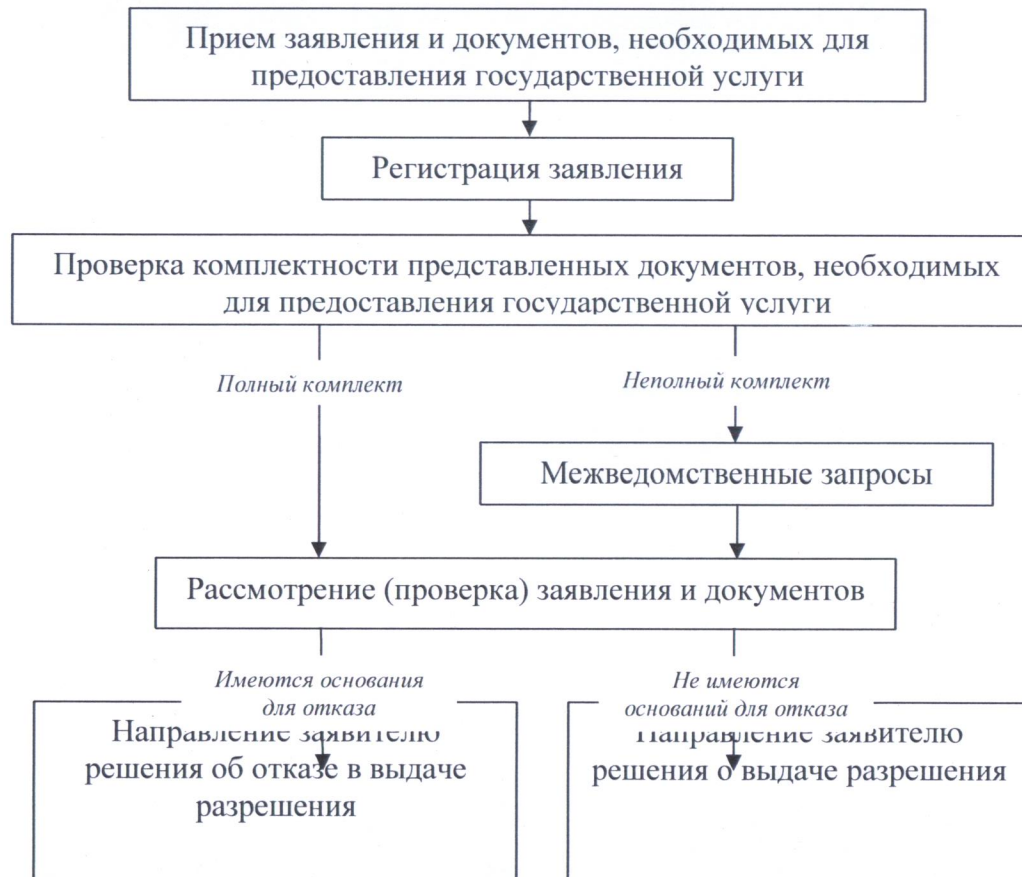 Прием заявления и документов, необходимых для
предоставления государственной услуги
Регистрация заявления
Проверка комплектности представленных документов, необходимых
для предоставления государственной услуги
Полный комплект
Неполный комплект
Межведомственные запросы
Рассмотрение (проверка) заявления и документов
Имеются основания
для отказа
Не имеются
оснований для отказа
Направление заявителю
решения об отказе в выдаче
разрешения
Направление заявителю
решения о выдаче разрешения